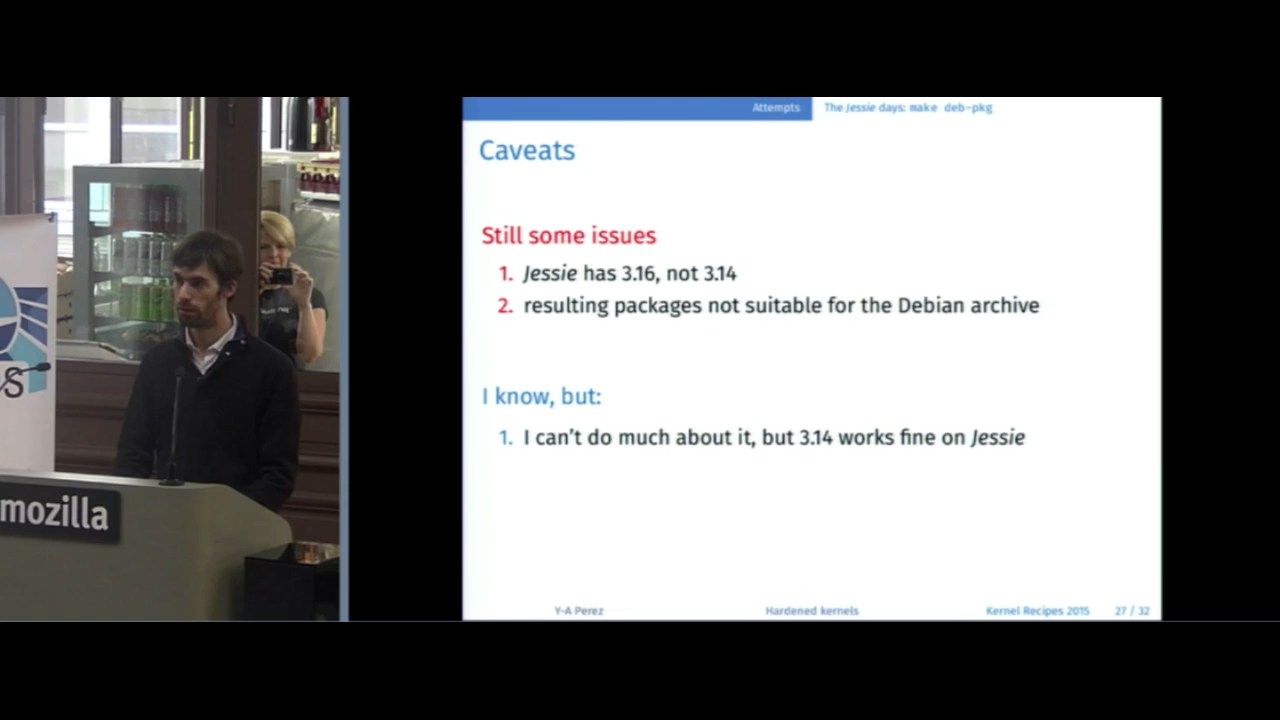 Attempts
The Jessie days: make deb-pkg
Caveats
Still some issues
1. Jessie has 3.16, not 3.14
2. resulting packages not suitable for the Debian archive
I know, but:
1. I can't do much about it, but 3.14 works fine on Jessie
Y-A Perez
Hardened kernels
Kernel Recipes 2015
27 / 32
mozilla
S